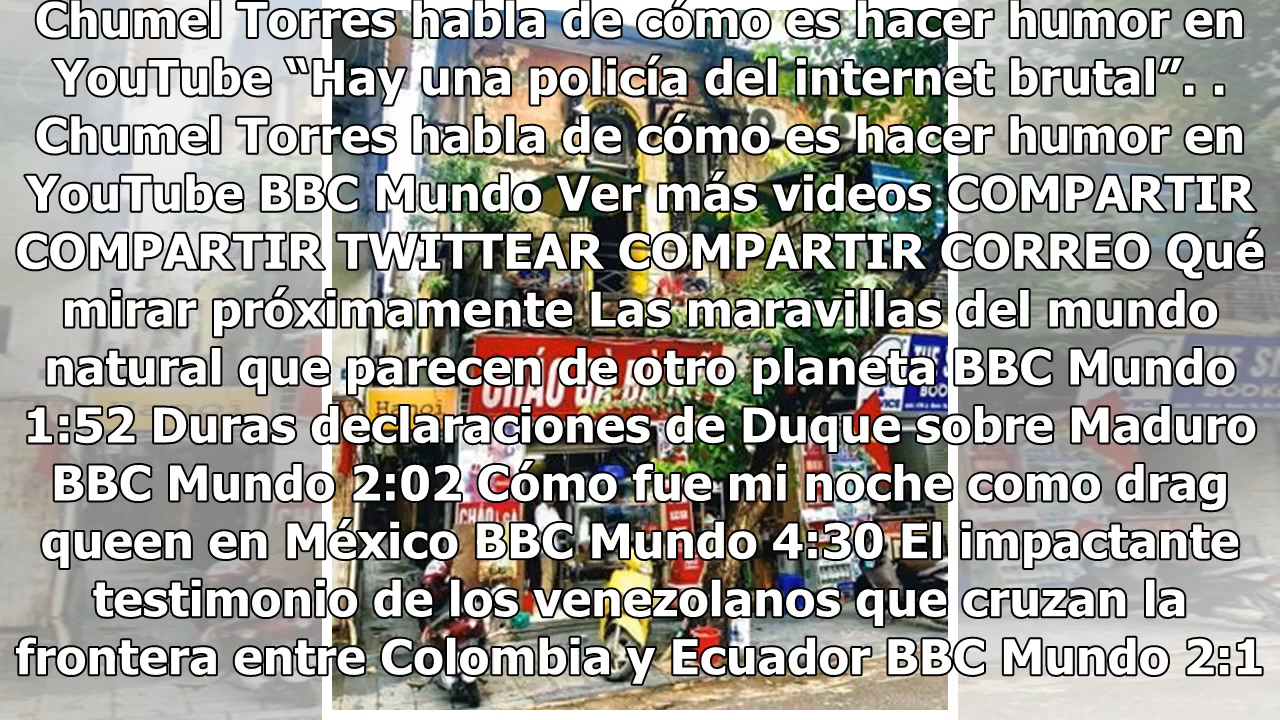 Chumel Torres habla de cómo es hacer humor en
YouTube “Hay una policía del internet brutal”. .
Chumel Torres habla de cómo es hacer humor en
YouTube BBC Mundo Ver más videos COMPARTIR
COMPARTIR TWITTEAR COMPARTIR CORREO Qué
mirar próximamente Las maravillas del mundo
natural que parecen de otro planeta BBC Mundo
1:52 Duras declaraciones de Duque sobre Maduro
BBC Mundo 2:02 Cómo fue mi noche como drag
queen en México BBC Mundo 4:30 El impactante
testimonio de los venezolanos que cruzan la
frontera entre Colombia y Ecuador BBC Mundo 2:1
CHÁO GÀ
Hanoi